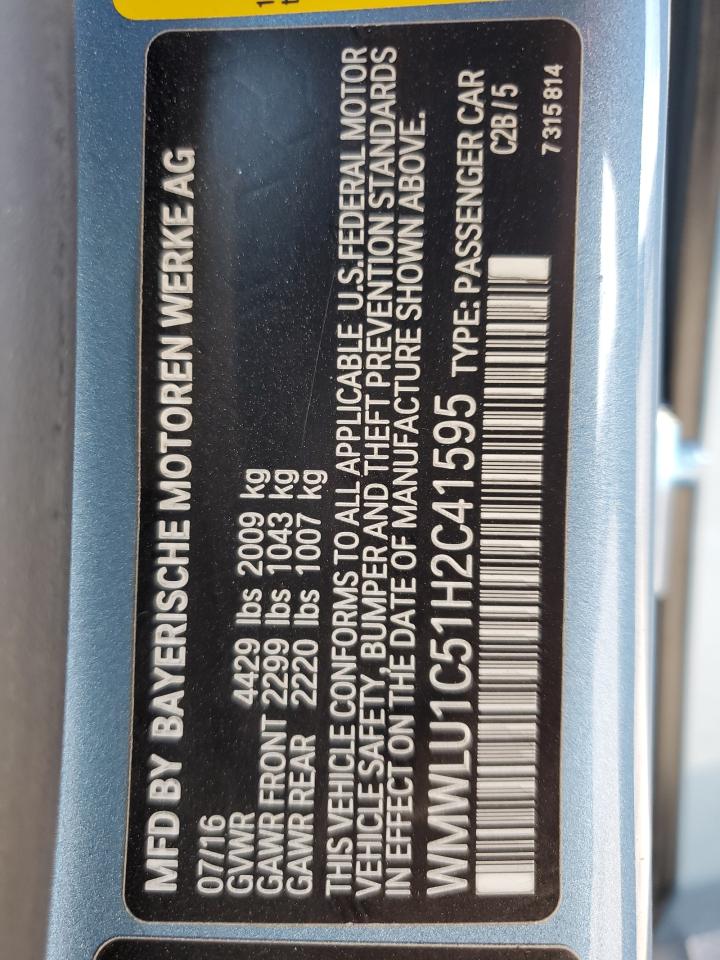 MFD BY BAYERISCHE MOTOREN WERKE AG
07/16
GVWR 4429 lbs 2009 kg
GAWR FRONT 2299 lbs 1043 kg
GAWR REAR 2220 lbs 1007 kg
THIS VEHICLE CONFORMS TO ALL APPLICABLE U.S.FEDERAL MOTOR
VEHICLE SAFETY, BUMPER AND THEFT PREVENTION STANDARDS
IN EFFECT ON THE DATE OF MANUFACTURE SHOWN ABOVE.
WMWLU1C51H2C41595 TYPE: PASSENGER CAR
C2B / 5
7 315 814